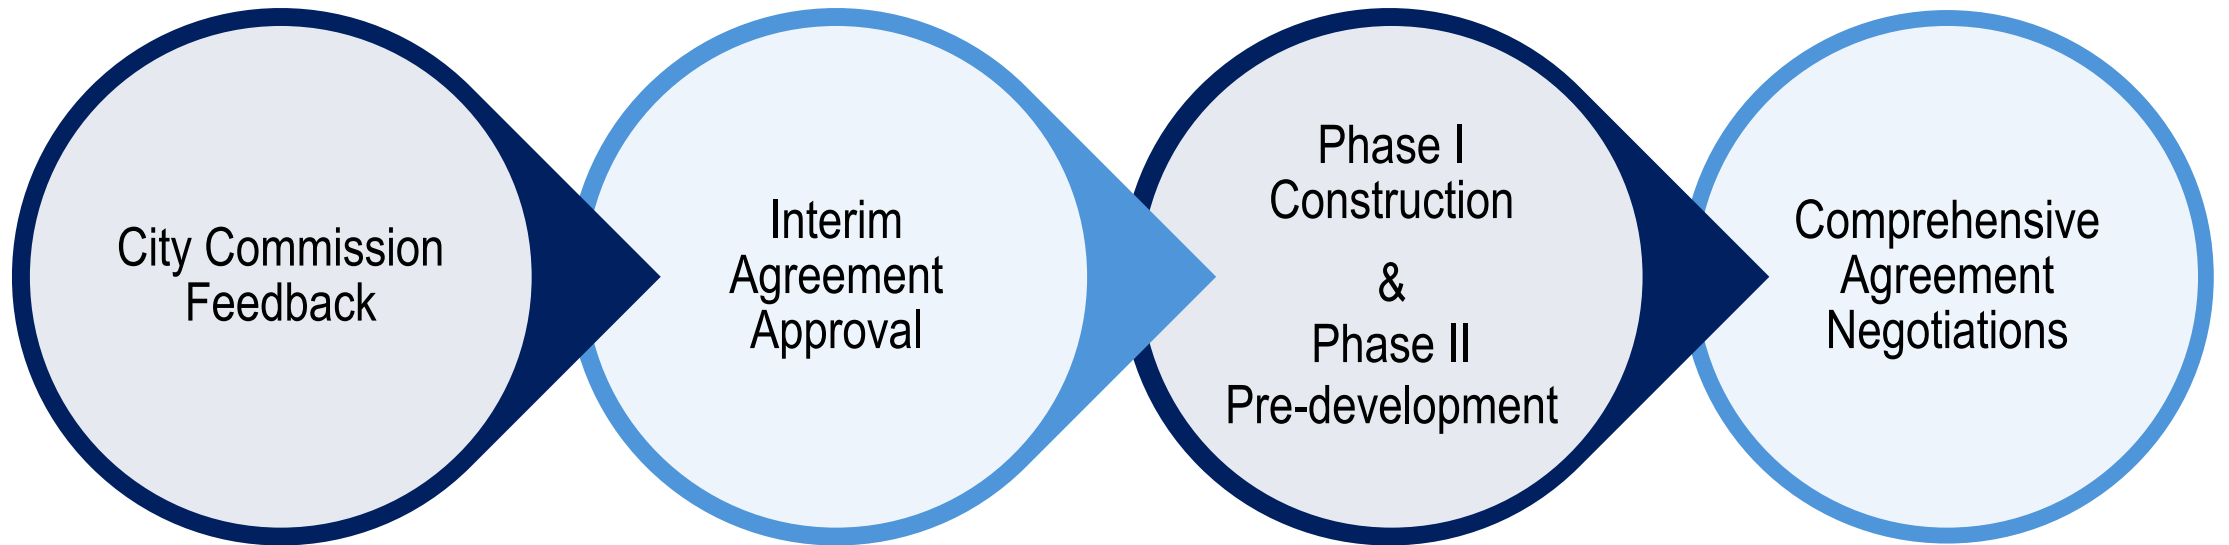 City Commission
Feedback
Interim
Agreement
Approval
Phase I
Construction
&
Phase II
Pre-development
Comprehensive
Agreement
Negotiations